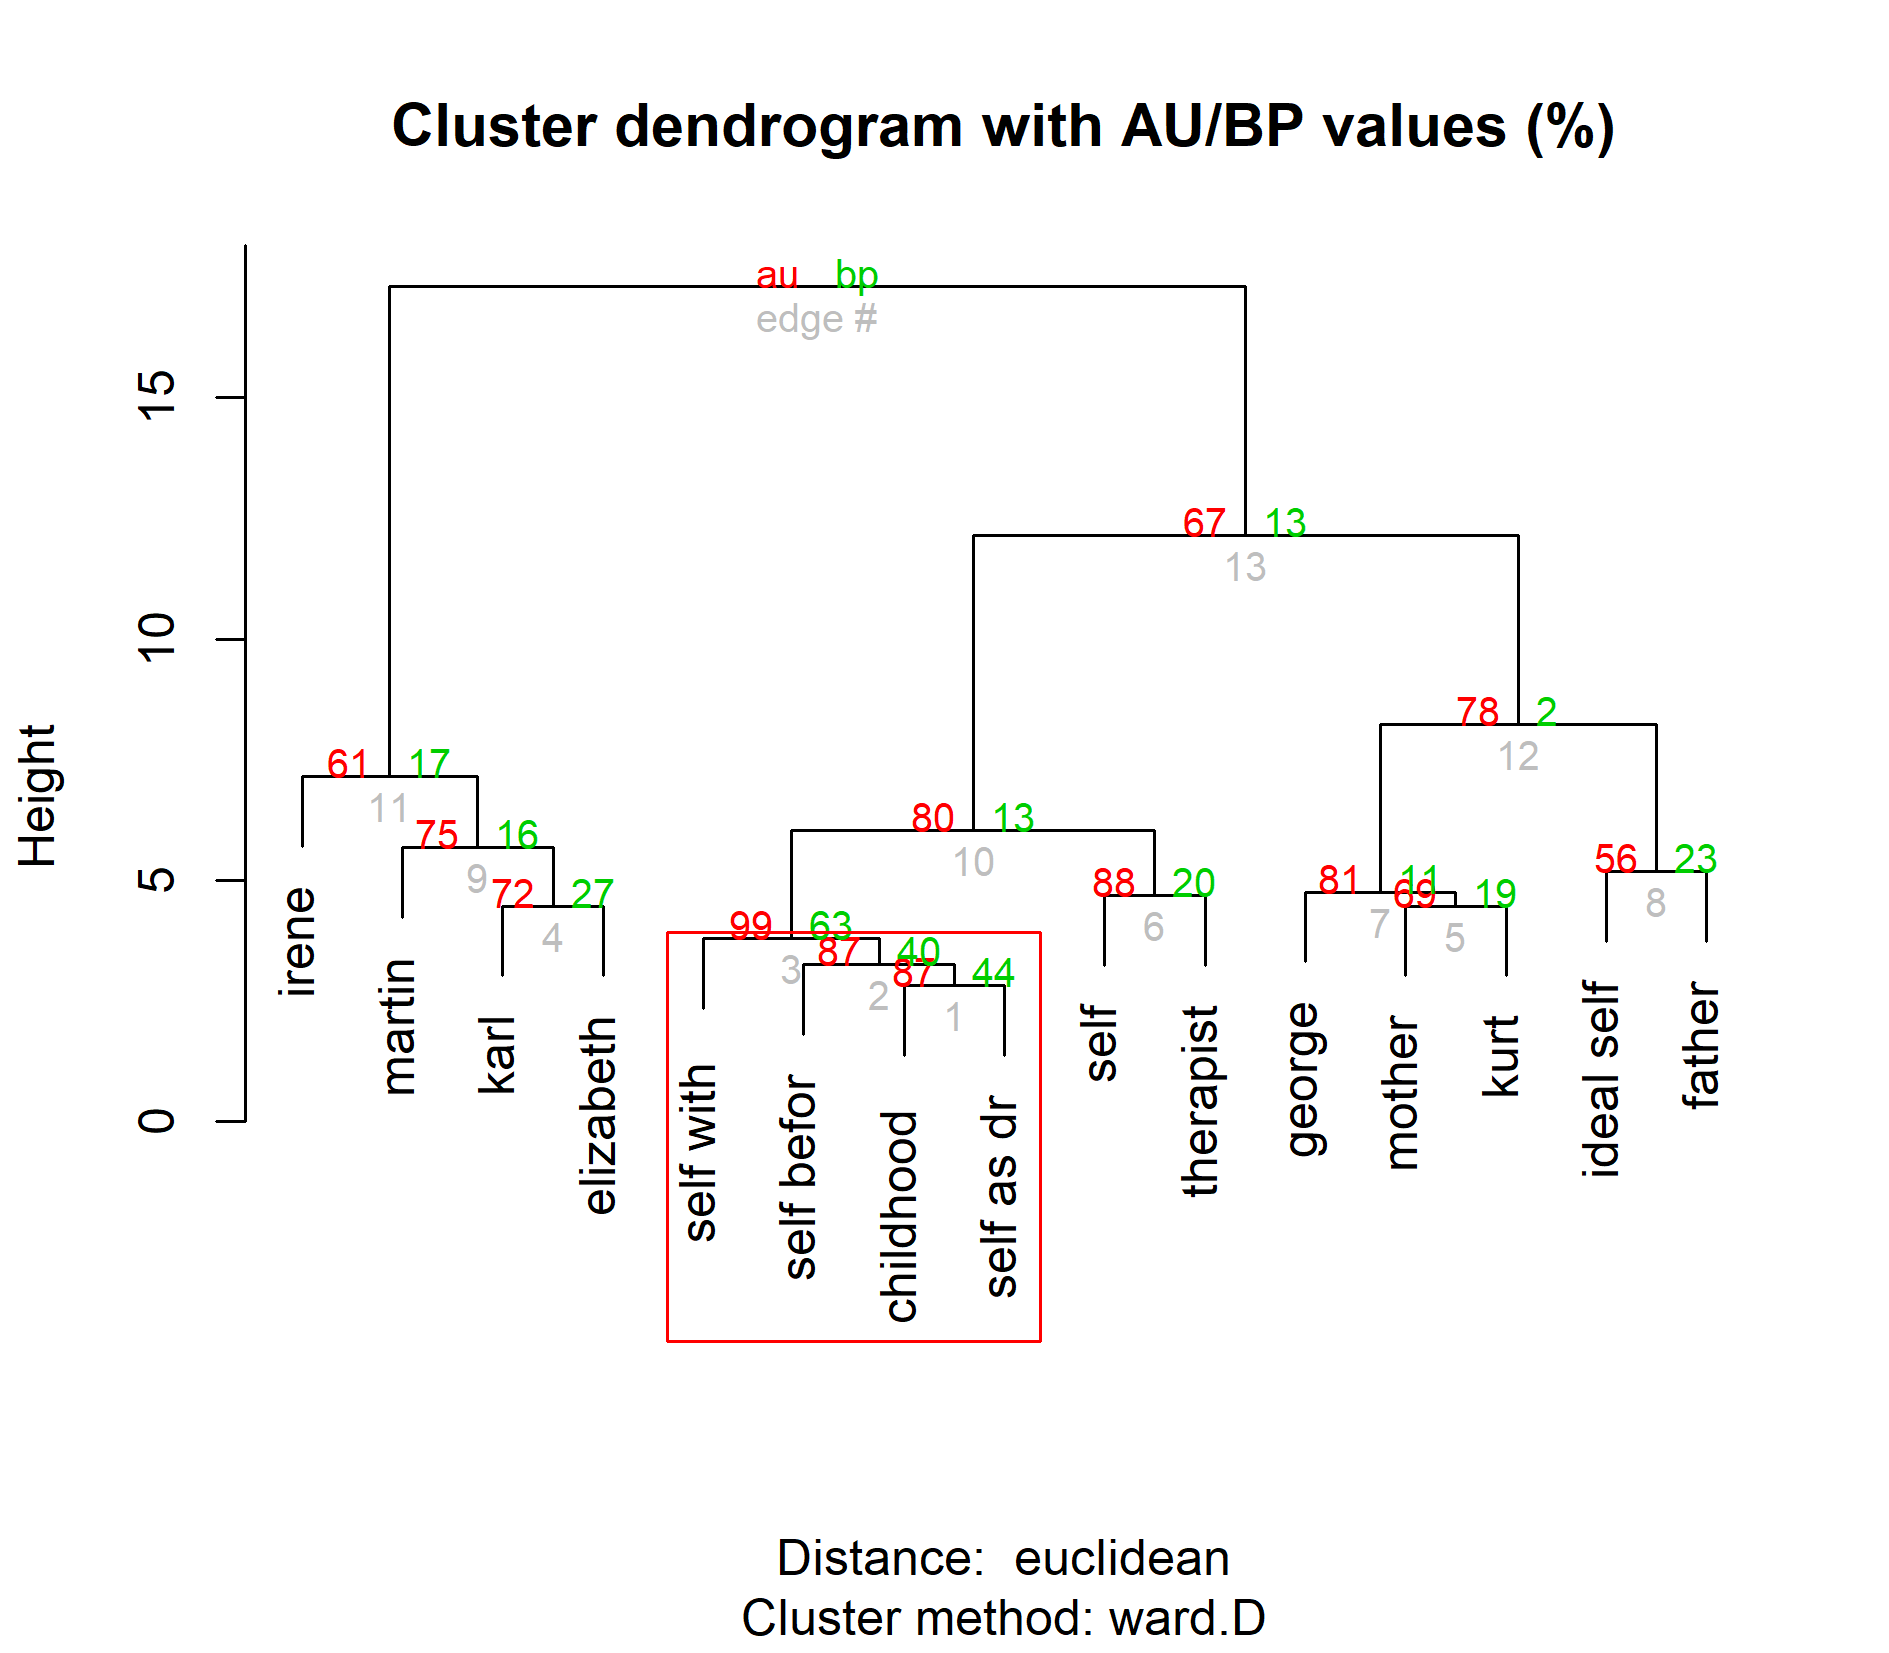 Cluster dendrogram with AU/BP values (%)
au bp
edge #
15
67 13
13
10
78 2
12
Height
61 17
11
75 16
9
80 13
10
72 27
4
88 20
6
81 11
7
69 19
5
56 23
8
99 63
3
87 40
2
87 44
1
5
0
irene
martin
karl
elizabeth
self with
self befor
childhood
self as dr
self
therapist
george
mother
kurt
ideal self
father
Distance: euclidean
Cluster method: ward.D